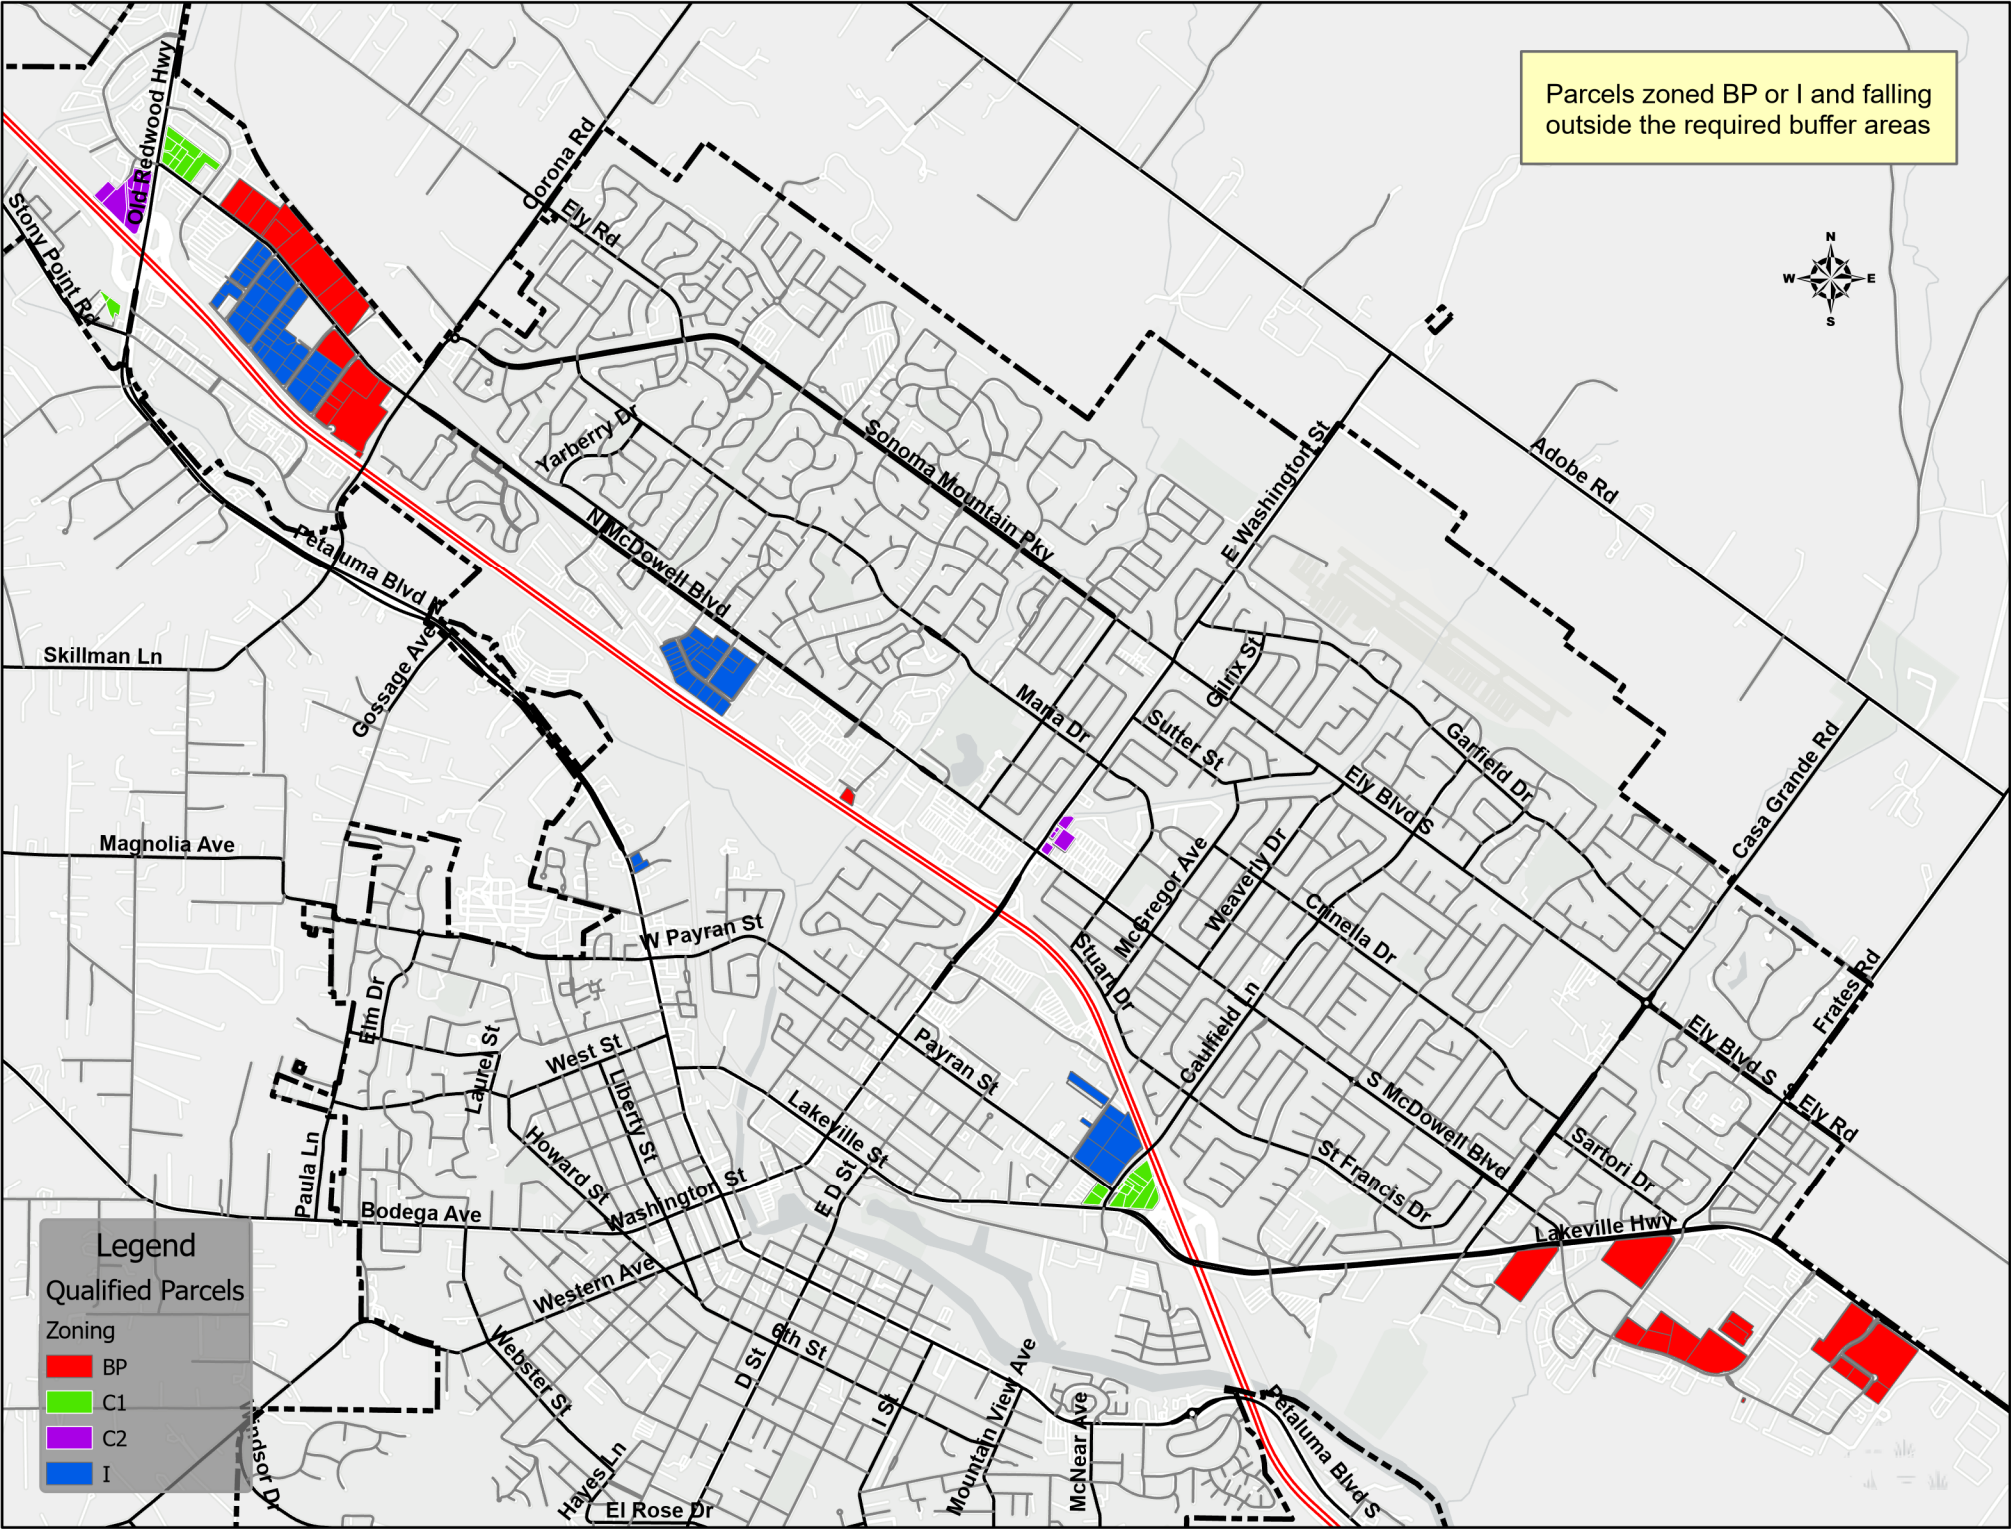 Parcels zoned BP or I and falling
outside the required buffer areas
N
W
E
S
Old Redwood Hwy
Corona Rd
Ely Rd
Stony Point Rd
Adobe Rd
Yarberry Dr
Sonoma Mountain Pky
E Washington St
N McDowell Blvd
Petaluma Blvd N
Skillman Ln
Gossage Ave
Gilrix St
Maria Dr
Sutter St
Garfield Dr
Ely Blvd S
Casa Grande Rd
Magnolia Ave
McGregor Ave
Weaverly Dr
Crinella Dr
W Payran St
Stuart Dr
Frates Rd
Elm Dr
Caulfield Ln
Laurel St
West St
Liberty St
Payran St
Ely Blvd S
S Ely Rd
S McDowell Blvd
Lakeville St
Howard St
Paula Ln
Sartori Dr
St Francis Dr
E D St
Washington St
Bodega Ave
Lakeville Hwy
Western Ave
Webster St
6th St
D St
I St
Mountain View Ave
McNear Ave
Petaluma Blvd S
Hayes Ln
El Rose Dr
ndsor Dr
Legend
Qualified Parcels
Zoning
BP
C1
C2
I